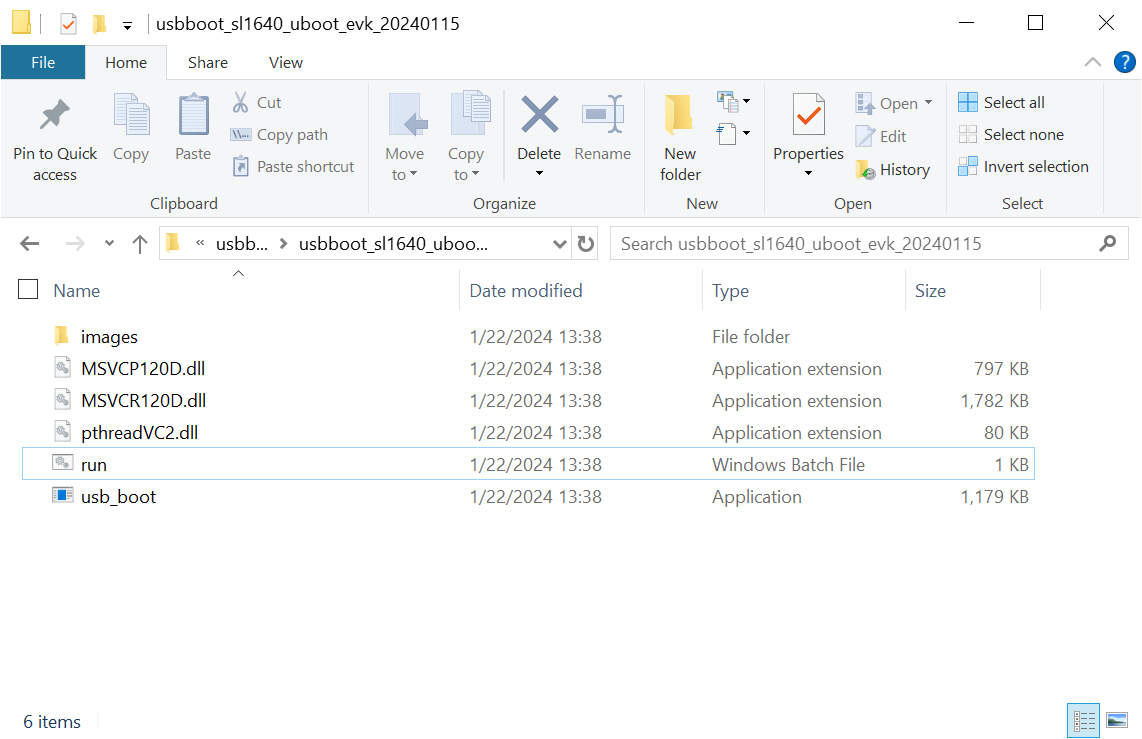 usbboot_sl1640_uboot_evk_20240115
File Home Share View ?
Pin to Quick access
Copy
Paste
Cut
Copy path
Paste shortcut
Clipboard
Move to
Copy to
Delete
Rename
Organize
New folder
New
Properties
Open
Edit
History
Open
Select all
Select none
Invert selection
Select
« usbb... > usbboot_sl1640_uboo... Search usbboot_sl1640_uboot_evk_20240115
Name Date modified Type Size
images 1/22/2024 13:38 File folder
MSVCP120D.dll 1/22/2024 13:38 Application extension 797 KB
MSVCR120D.dll 1/22/2024 13:38 Application extension 1,782 KB
pthreadVC2.dll 1/22/2024 13:38 Application extension 80 KB
run 1/22/2024 13:38 Windows Batch File 1 KB
usb_boot 1/22/2024 13:38 Application 1,179 KB
6 items